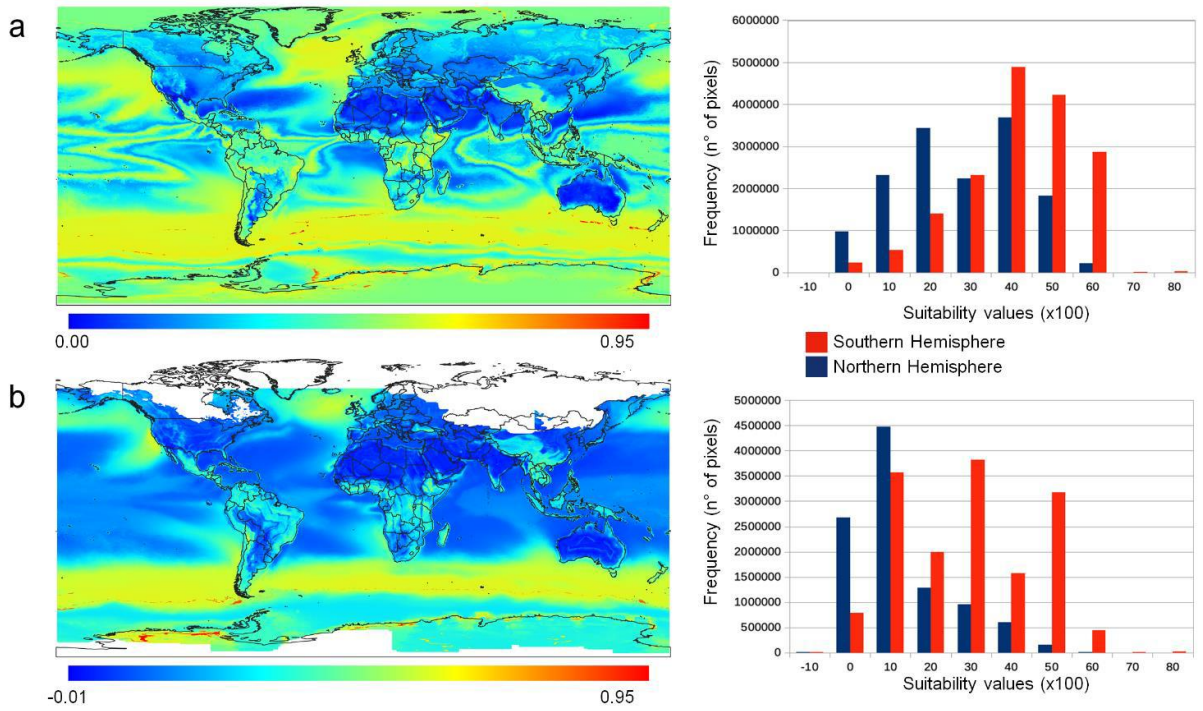 a
6000000
5000000
4000000
3000000
2000000
1000000
0
Frequency (n° of pixels)
-10 0 10 20 30 40 50 60 70 80
Suitability values (x100)
0.00 0.95
Southern Hemisphere
Northern Hemisphere
b
5000000
4500000
4000000
3500000
3000000
2500000
2000000
1500000
1000000
500000
0
Frequency (n° of pixels)
-10 0 10 20 30 40 50 60 70 80
Suitability values (x100)
-0.01 0.95